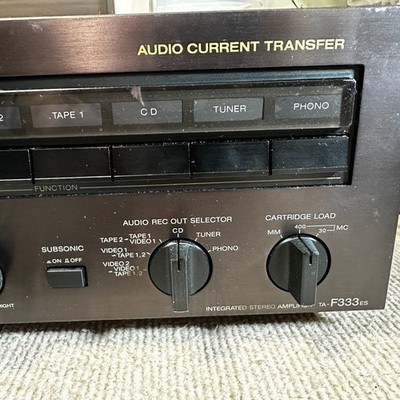 AUDIO CURRENT TRANSFER
2 TAPE 1 CD TUNER PHONO
FUNCTION
AUDIO REC OUT SELECTOR
CARTRIDGE LOAD
SUBSONIC
ON OFF
TAPE 1
TAPE 2 VIDEO 1
VIDEO 1
TAPE 1, 2
VIDEO 2
VIDEO 1
TAPE 1, 2
CD
TUNER
PHONO
MM
400
30 MC
RIGHT
INTEGRATED STEREO AMPLIFIER TA-F333ES